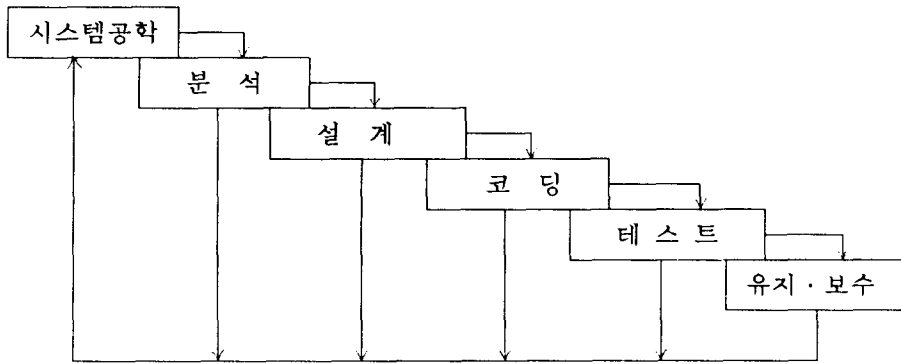 시스템공학
분 석
설 계
코 딩
테 스 트
유지 · 보수